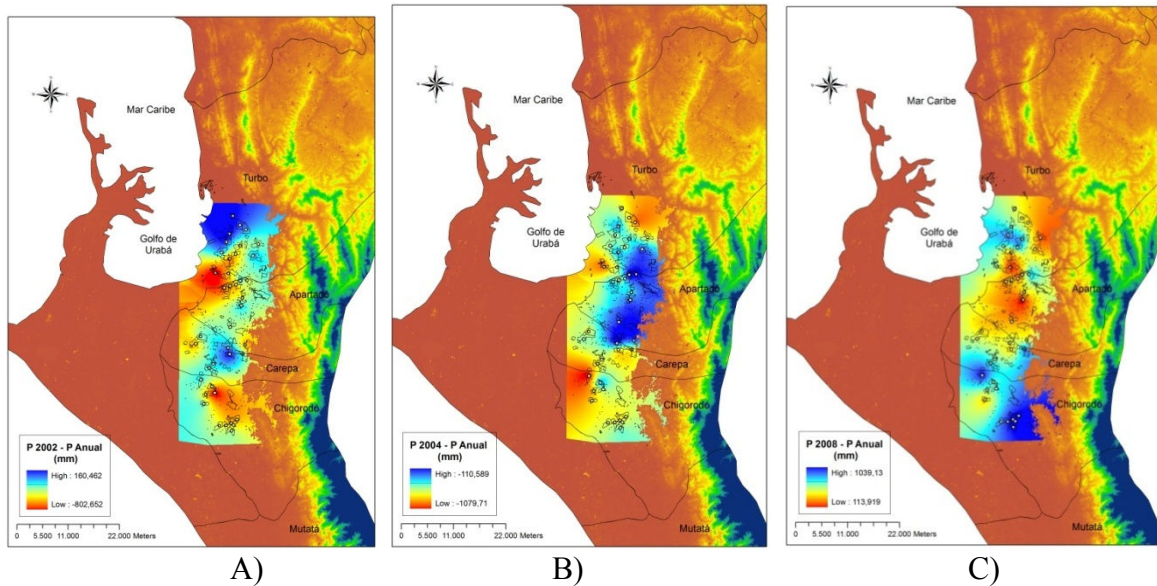 Mar Caribe
Turbo
Golfo de
Urabá
Apartadó
Carepa
Chigorodó
Mutatá
P 2002 - P Anual
(mm)
High : 160,462
Low : -802,652
0 5.500 11.000 22.000 Meters
A)
Mar Caribe
Turbo
Golfo de
Urabá
Apartadó
Carepa
Chigorodó
Mutatá
P 2004 - P Anual
(mm)
High : -110,589
Low : -1079,71
0 5.500 11.000 22.000 Meters
B)
Mar Caribe
Turbo
Golfo de
Urabá
Apartadó
Carepa
Chigorodó
Mutatá
P 2008 - P Anual
(mm)
High : 1039,13
Low : 113,919
0 5.500 11.000 22.000 Meters
C)